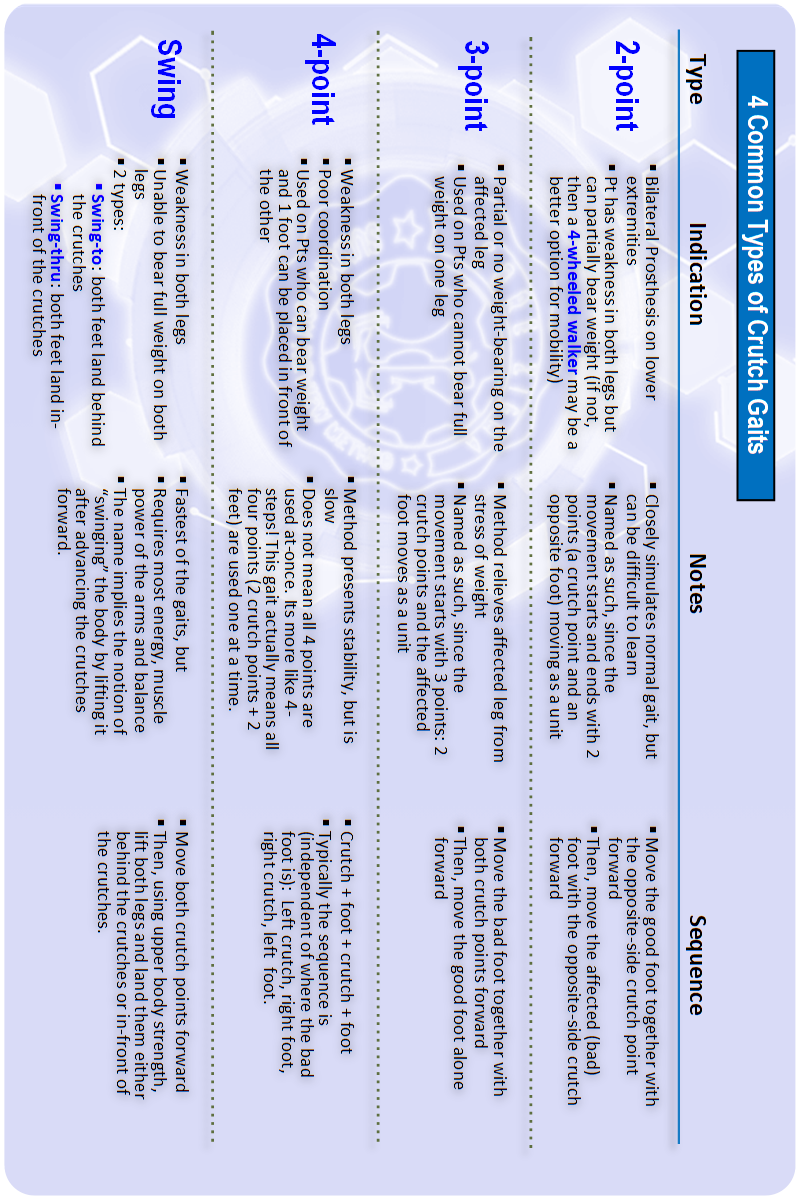 4 Common Types of Crutch Gaits
Type
Indication
Notes
Sequence
2-point
▪ Bilateral Prosthesis on lower
extremities
▪ Pt has weakness in both legs but
can partially bear weight (if not,
then a 4-wheeled walker may be a
better option for mobility)
▪ Closely simulates normal gait, but
can be difficult to learn
▪ Named as such, since the
movement starts and ends with 2
points (a crutch point and an
opposite foot) moving as a unit
▪ Move the good foot together with
the opposite-side crutch point
forward
▪ Then, move the affected (bad)
foot with the opposite-side crutch
forward
3-point
▪ Partial or no weight-bearing on the
affected leg
▪ Used on Pts who cannot bear full
weight on one leg
▪ Method relieves affected leg from
stress of weight
▪ Named as such, since the
movement starts with 3 points: 2
crutch points and the affected
foot moves as a unit
▪ Move the bad foot together with
both crutch points forward
▪ Then, move the good foot alone
forward
4-point
▪ Weakness in both legs
▪ Poor coordination
▪ Used on Pts who can bear weight
and 1 foot can be placed in front of
the other
▪ Method presents stability, but is
slow
▪ Does not mean all 4 points are
used at-once. Its more like 4-
steps! This gait actually means all
four points (2 crutch points + 2
feet) are used one at a time.
▪ Crutch + foot + crutch + foot
▪ Typically the sequence is
(independent of where the bad
foot is): Left crutch, right foot,
right crutch, left foot.
Swing
▪ Weakness in both legs
▪ Unable to bear full weight on both
legs
▪ 2 types:
▪ Swing-to: both feet land behind
the crutches
▪ Swing-thru: both feet land in-
front of the crutches
▪ Fastest of the gaits, but
▪ Requires most energy, muscle
power of the arms and balance
▪ The name implies the notion of
“swinging” the body by lifting it
after advancing the crutches
forward.
▪ Move both crutch points forward
▪ Then, using upper body strength,
lift both legs and land them either
behind the crutches or in-front of
the crutches.